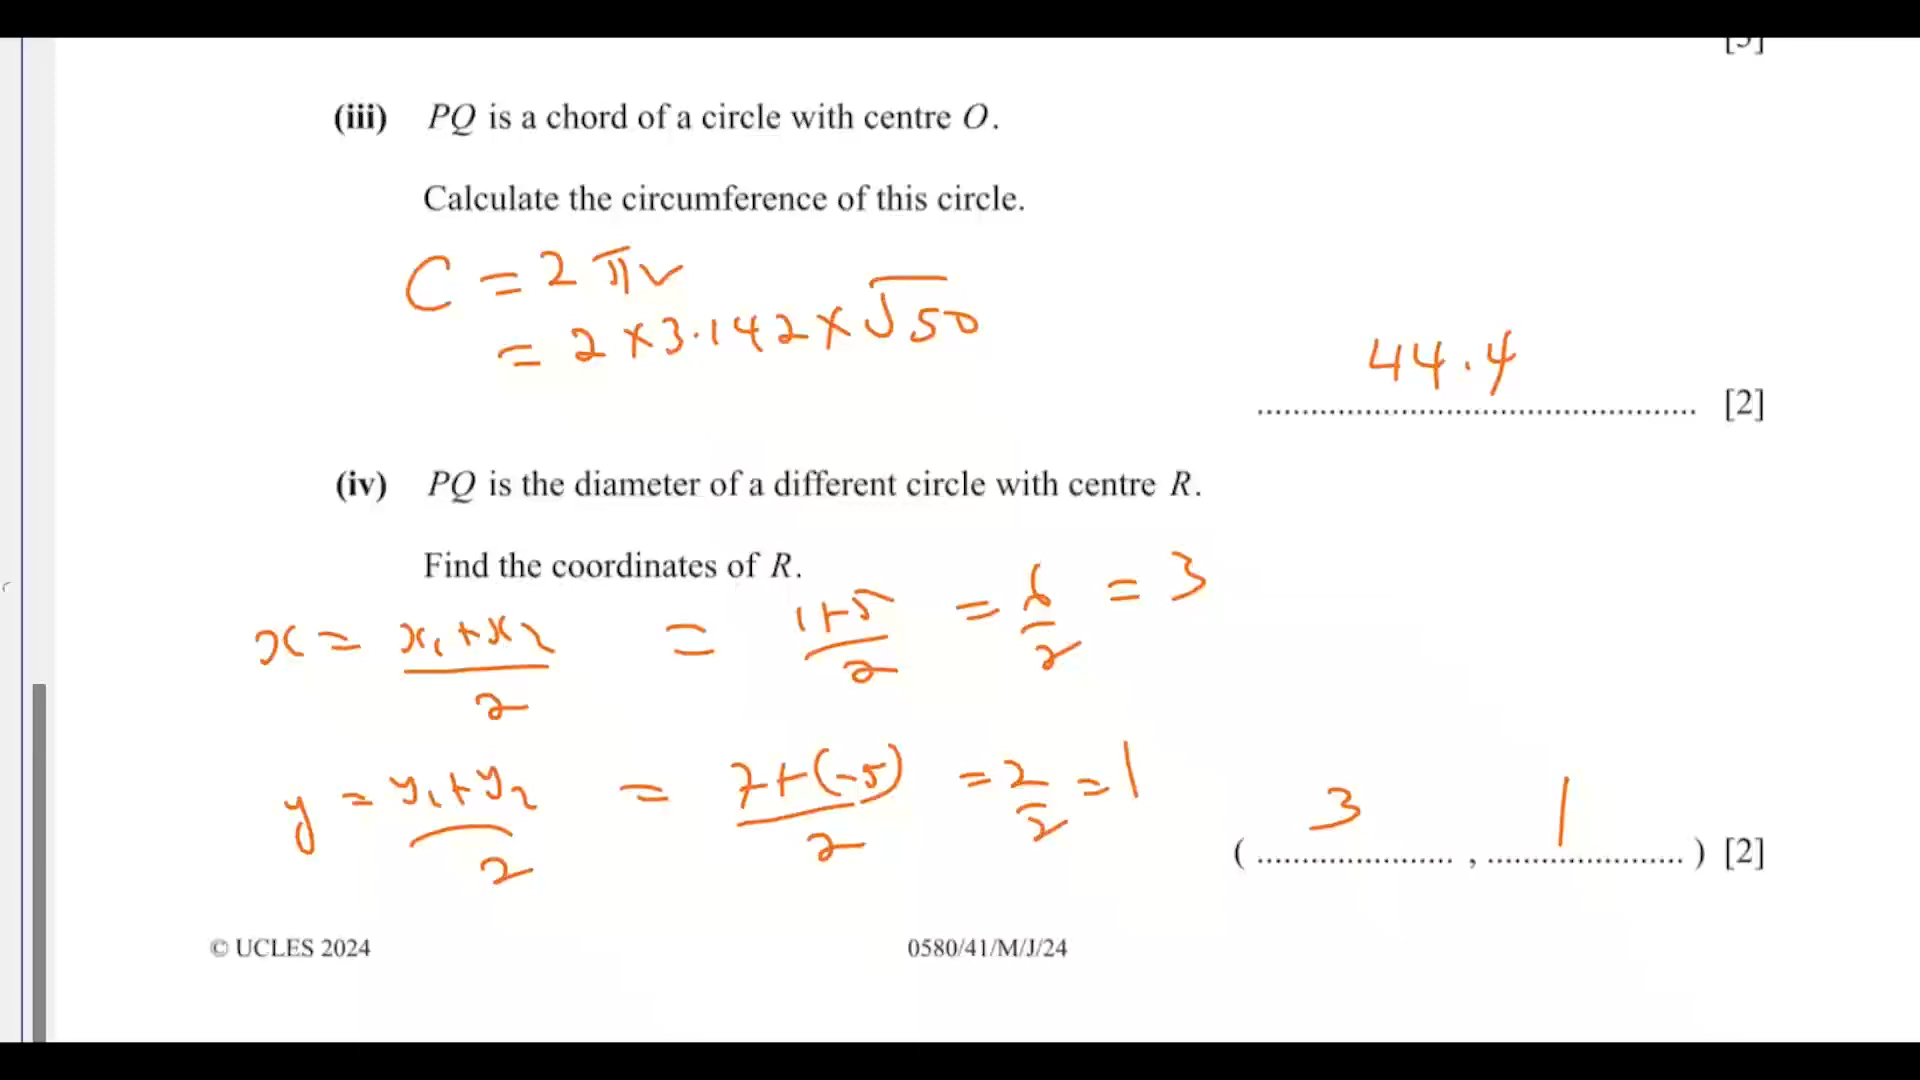 [3]
(iii) PQ is a chord of a circle with centre O.
Calculate the circumference of this circle.
C = 2πr
= 2 × 3.142 × √50
44.4
[2]
(iv) PQ is the diameter of a different circle with centre R.
Find the coordinates of R.
x = (x₁+x₂)/2 = (1+5)/2 = 6/2 = 3
y = (y₁+y₂)/2 = (7+(-5))/2 = 2/2 = 1
( 3 , 1 ) [2]
© UCLES 2024
0580/41/M/J/24